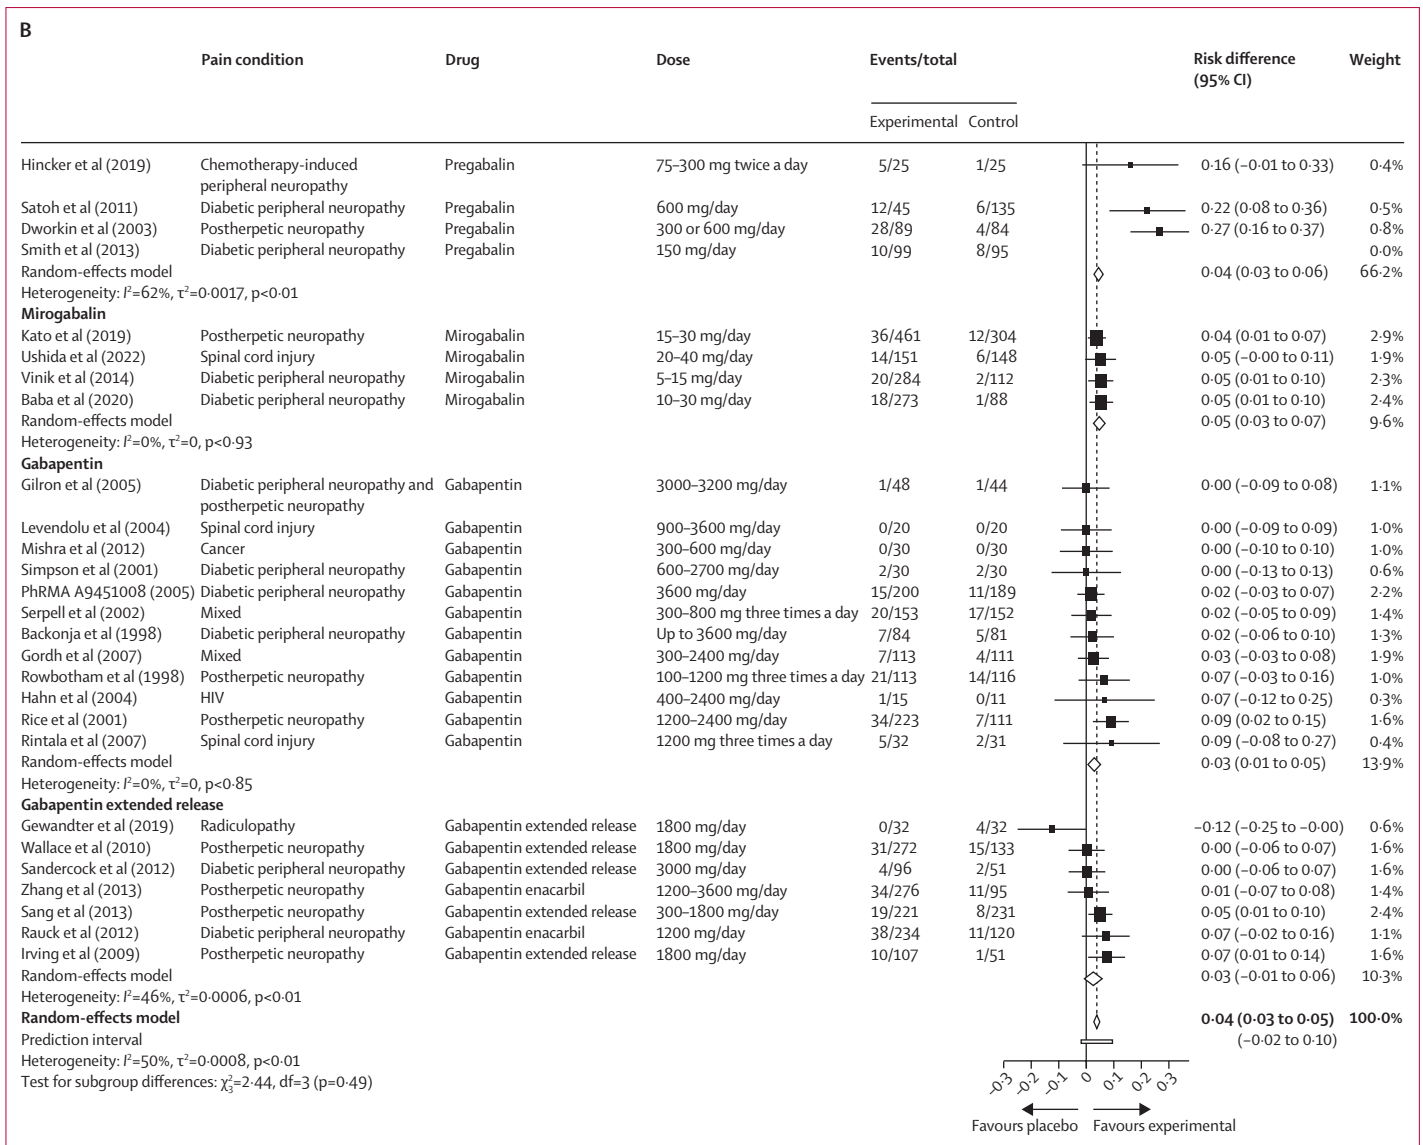 B
Pain condition Drug Dose Events/total Risk difference Weight
(95% CI)
Experimental Control
Hincker et al (2019) Chemotherapy-induced Pregabalin 75–300 mg twice a day 5/25 1/25 0·16 (–0·01 to 0·33) 0·4%
peripheral neuropathy
Satoh et al (2011) Diabetic peripheral neuropathy Pregabalin 600 mg/day 12/45 6/135 0·22 (0·08 to 0·36) 0·5%
Dworkin et al (2003) Postherpetic neuropathy Pregabalin 300 or 600 mg/day 28/89 4/84 0·27 (0·16 to 0·37) 0·8%
Smith et al (2013) Diabetic peripheral neuropathy Pregabalin 150 mg/day 10/99 8/95 0·0%
Random-effects model 0·04 (0·03 to 0·06) 66·2%
Heterogeneity: I²=62%, τ²=0·0017, p<0·01
Mirogabalin
Kato et al (2019) Postherpetic neuropathy Mirogabalin 15–30 mg/day 36/461 12/304 0·04 (0·01 to 0·07) 2·9%
Ushida et al (2022) Spinal cord injury Mirogabalin 20–40 mg/day 14/151 6/148 0·05 (–0·00 to 0·11) 1·9%
Vinik et al (2014) Diabetic peripheral neuropathy Mirogabalin 5–15 mg/day 20/284 2/112 0·05 (0·01 to 0·10) 2·3%
Baba et al (2020) Diabetic peripheral neuropathy Mirogabalin 10–30 mg/day 18/273 1/88 0·05 (0·01 to 0·10) 2·4%
Random-effects model 0·05 (0·03 to 0·07) 9·6%
Heterogeneity: I²=0%, τ²=0, p<0·93
Gabapentin
Gilron et al (2005) Diabetic peripheral neuropathy and Gabapentin 3000–3200 mg/day 1/48 1/44 0·00 (–0·09 to 0·08) 1·1%
postherpetic neuropathy
Levendolu et al (2004) Spinal cord injury Gabapentin 900–3600 mg/day 0/20 0/20 0·00 (–0·09 to 0·09) 1·0%
Mishra et al (2012) Cancer Gabapentin 300–600 mg/day 0/30 0/30 0·00 (–0·10 to 0·10) 1·0%
Simpson et al (2001) Diabetic peripheral neuropathy Gabapentin 600–2700 mg/day 2/30 2/30 0·00 (–0·13 to 0·13) 0·6%
PhRMA A9451008 (2005) Diabetic peripheral neuropathy Gabapentin 3600 mg/day 15/200 11/189 0·02 (–0·03 to 0·07) 2·2%
Serpell et al (2002) Mixed Gabapentin 300–800 mg three times a day 20/153 17/152 0·02 (–0·05 to 0·09) 1·4%
Backonja et al (1998) Diabetic peripheral neuropathy Gabapentin Up to 3600 mg/day 7/84 5/81 0·02 (–0·06 to 0·10) 1·3%
Gordh et al (2007) Mixed Gabapentin 300–2400 mg/day 7/113 4/111 0·03 (–0·03 to 0·08) 1·9%
Rowbotham et al (1998) Postherpetic neuropathy Gabapentin 100–1200 mg three times a day 21/113 14/116 0·07 (–0·03 to 0·16) 1·0%
Hahn et al (2004) HIV Gabapentin 400–2400 mg/day 1/15 0/11 0·07 (–0·12 to 0·25) 0·3%
Rice et al (2001) Postherpetic neuropathy Gabapentin 1200–2400 mg/day 34/223 7/111 0·09 (0·02 to 0·15) 1·6%
Rintala et al (2007) Spinal cord injury Gabapentin 1200 mg three times a day 5/32 2/31 0·09 (–0·08 to 0·27) 0·4%
Random-effects model 0·03 (0·01 to 0·05) 13·9%
Heterogeneity: I²=0%, τ²=0, p<0·85
Gabapentin extended release
Gewandter et al (2019) Radiculopathy Gabapentin extended release 1800 mg/day 0/32 4/32 –0·12 (–0·25 to –0·00) 0·6%
Wallace et al (2010) Postherpetic neuropathy Gabapentin extended release 1800 mg/day 31/272 15/133 0·00 (–0·06 to 0·07) 1·6%
Sandercock et al (2012) Diabetic peripheral neuropathy Gabapentin extended release 3000 mg/day 4/96 2/51 0·00 (–0·06 to 0·07) 1·6%
Zhang et al (2013) Postherpetic neuropathy Gabapentin enacarbil 1200–3600 mg/day 34/276 11/95 0·01 (–0·07 to 0·08) 1·4%
Sang et al (2013) Postherpetic neuropathy Gabapentin extended release 300–1800 mg/day 19/221 8/231 0·05 (0·01 to 0·10) 2·4%
Rauck et al (2012) Diabetic peripheral neuropathy Gabapentin enacarbil 1200 mg/day 38/234 11/120 0·07 (–0·02 to 0·16) 1·1%
Irving et al (2009) Postherpetic neuropathy Gabapentin extended release 1800 mg/day 10/107 1/51 0·07 (0·01 to 0·14) 1·6%
Random-effects model 0·03 (–0·01 to 0·06) 10·3%
Heterogeneity: I²=46%, τ²=0·0006, p<0·01
Random-effects model 0·04 (0·03 to 0·05) 100·0%
Prediction interval (–0·02 to 0·10)
Heterogeneity: I²=50%, τ²=0·0008, p<0·01
Test for subgroup differences: χ²₃=2·44, df=3 (p=0·49)
–0·3 –0·2 –0·1 0 0·1 0·2 0·3
Favours placebo Favours experimental